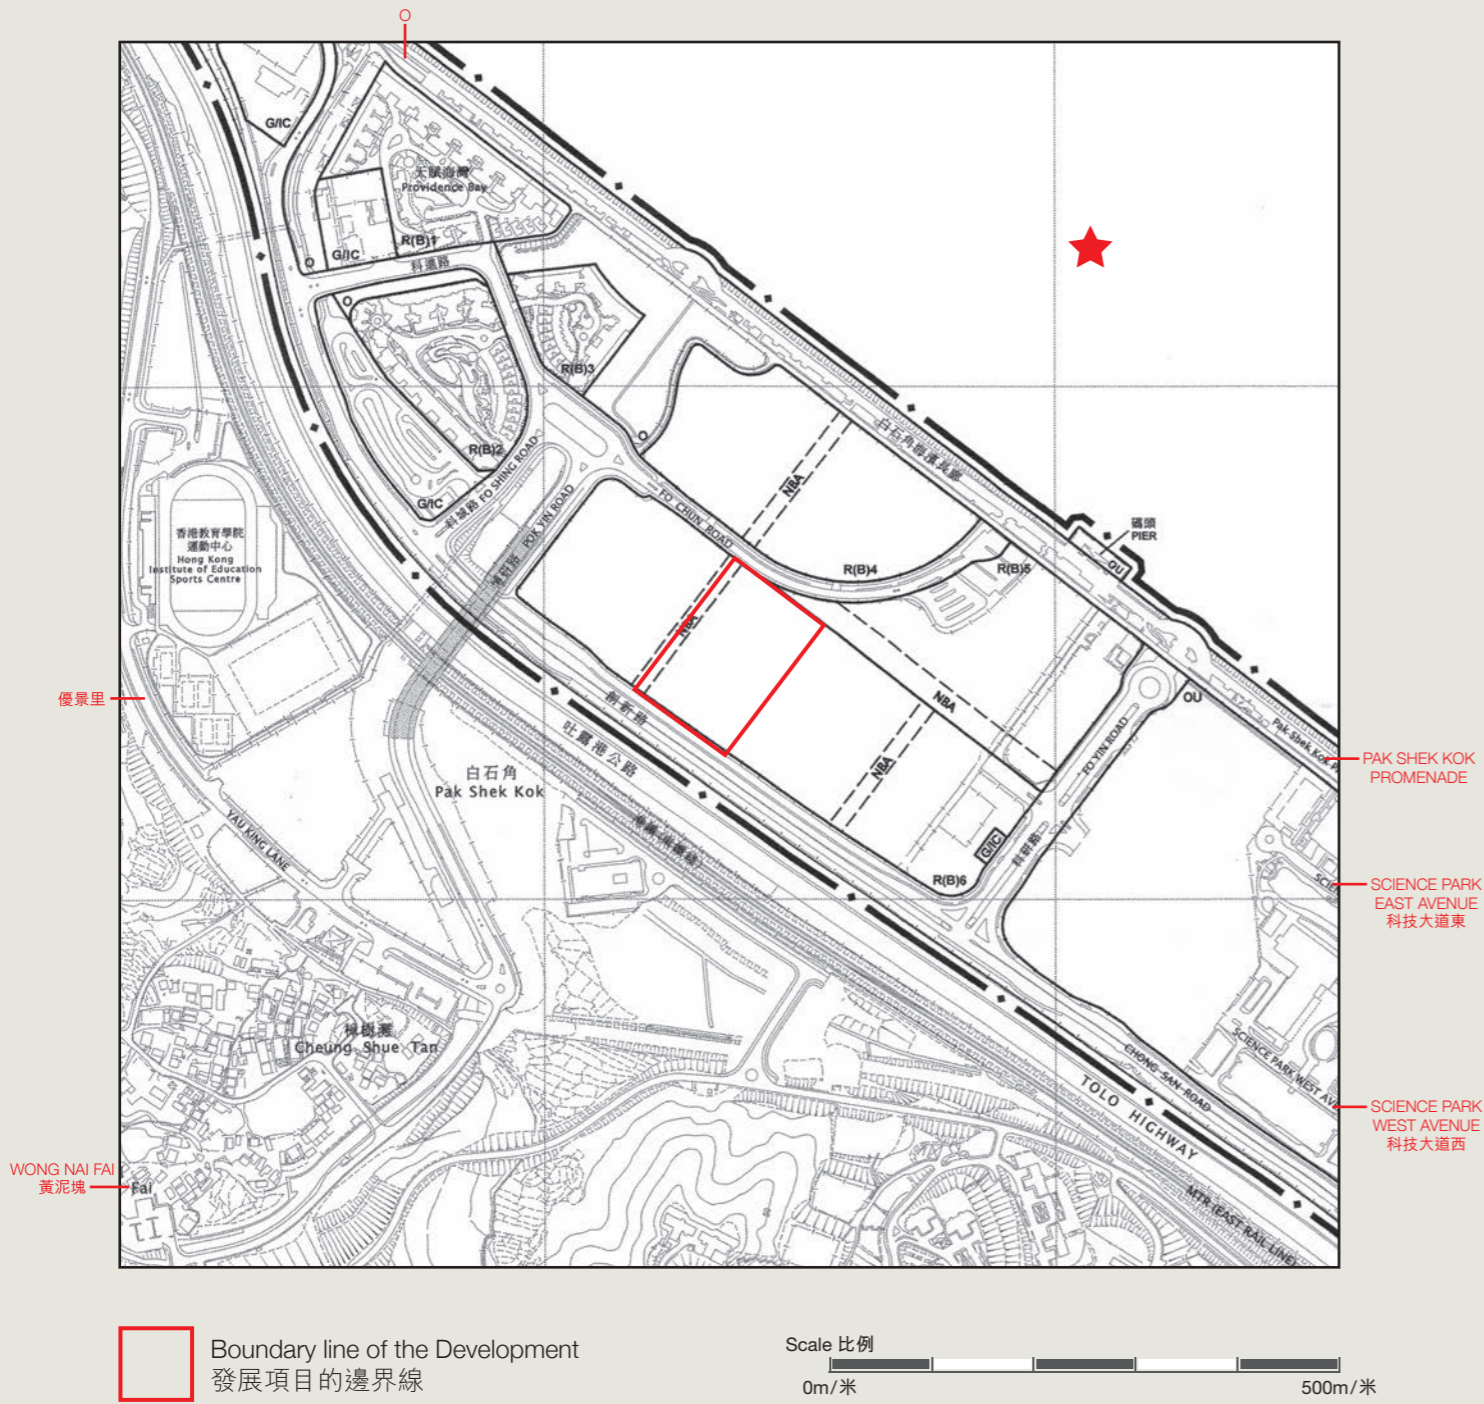 O
G/IC
天賦海灣
Providence Bay
R(B)1
G/IC
O
科進路
O
R(B)3
R(B)2
G/IC
科城路 FO SHING ROAD
POK YIN ROAD
O
FO CHUN ROAD
NBA
白石角海濱長廊
碼頭
PIER
OU
R(B)4
R(B)5
香港教育學院
運動中心
Hong Kong
Institute of Education
Sports Centre
NBA
優景里
創新路
吐露港公路
NBA
NBA
OU
FO YIN ROAD
科研路
Pak Shek Kok
PAK SHEK KOK
PROMENADE
白石角
Pak Shek Kok
YAU KING LANE
G/IC
R(B)6
SCIENCE PARK
EAST AVENUE
科技大道東
樟樹灘
Cheung Shue Tan
CHONG SAN ROAD
TOLO HIGHWAY
SCIENCE PARK WEST AV
SCIENCE PARK
WEST AVENUE
科技大道西
WONG NAI FAI
黃泥塊
Fai
MTR (EAST RAIL LINE)
Boundary line of the Development
發展項目的邊界線
Scale 比例
0m/米
500m/米